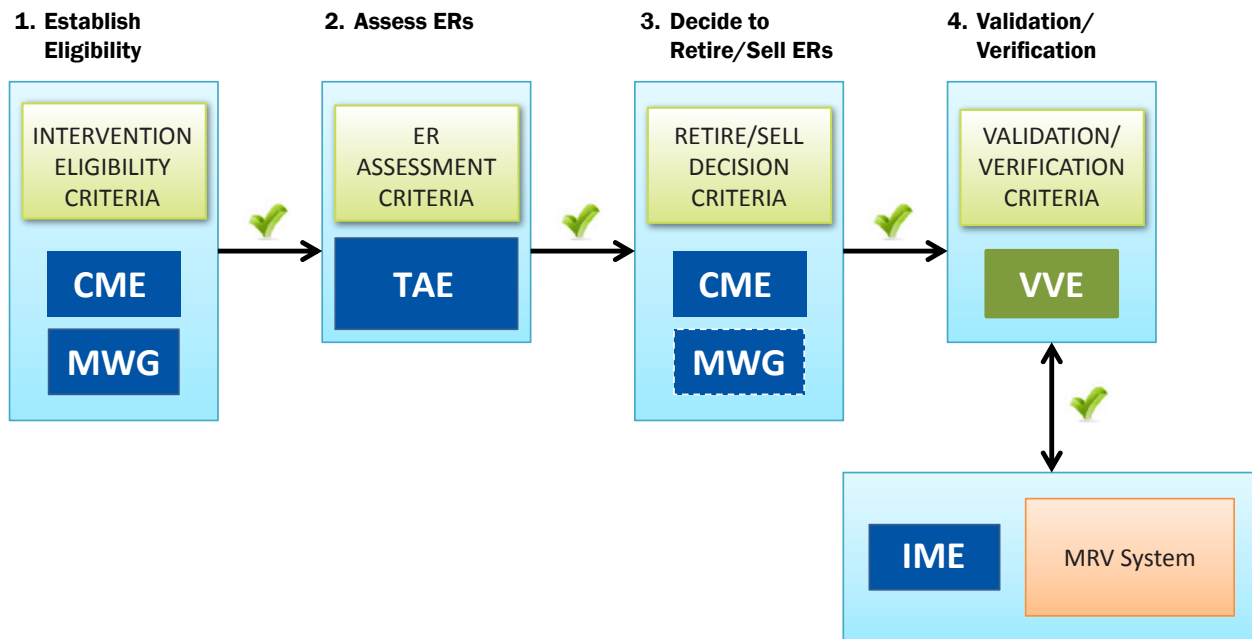 1. Establish
Eligibility
2. Assess ERs
3. Decide to
Retire/Sell ERs
4. Validation/
Verification
INTERVENTION
ELIGIBILITY
CRITERIA
CME
MWG
ER
ASSESSMENT
CRITERIA
TAE
RETIRE/SELL
DECISION
CRITERIA
CME
MWG
VALIDATION/
VERIFICATION
CRITERIA
VVE
IME
MRV System